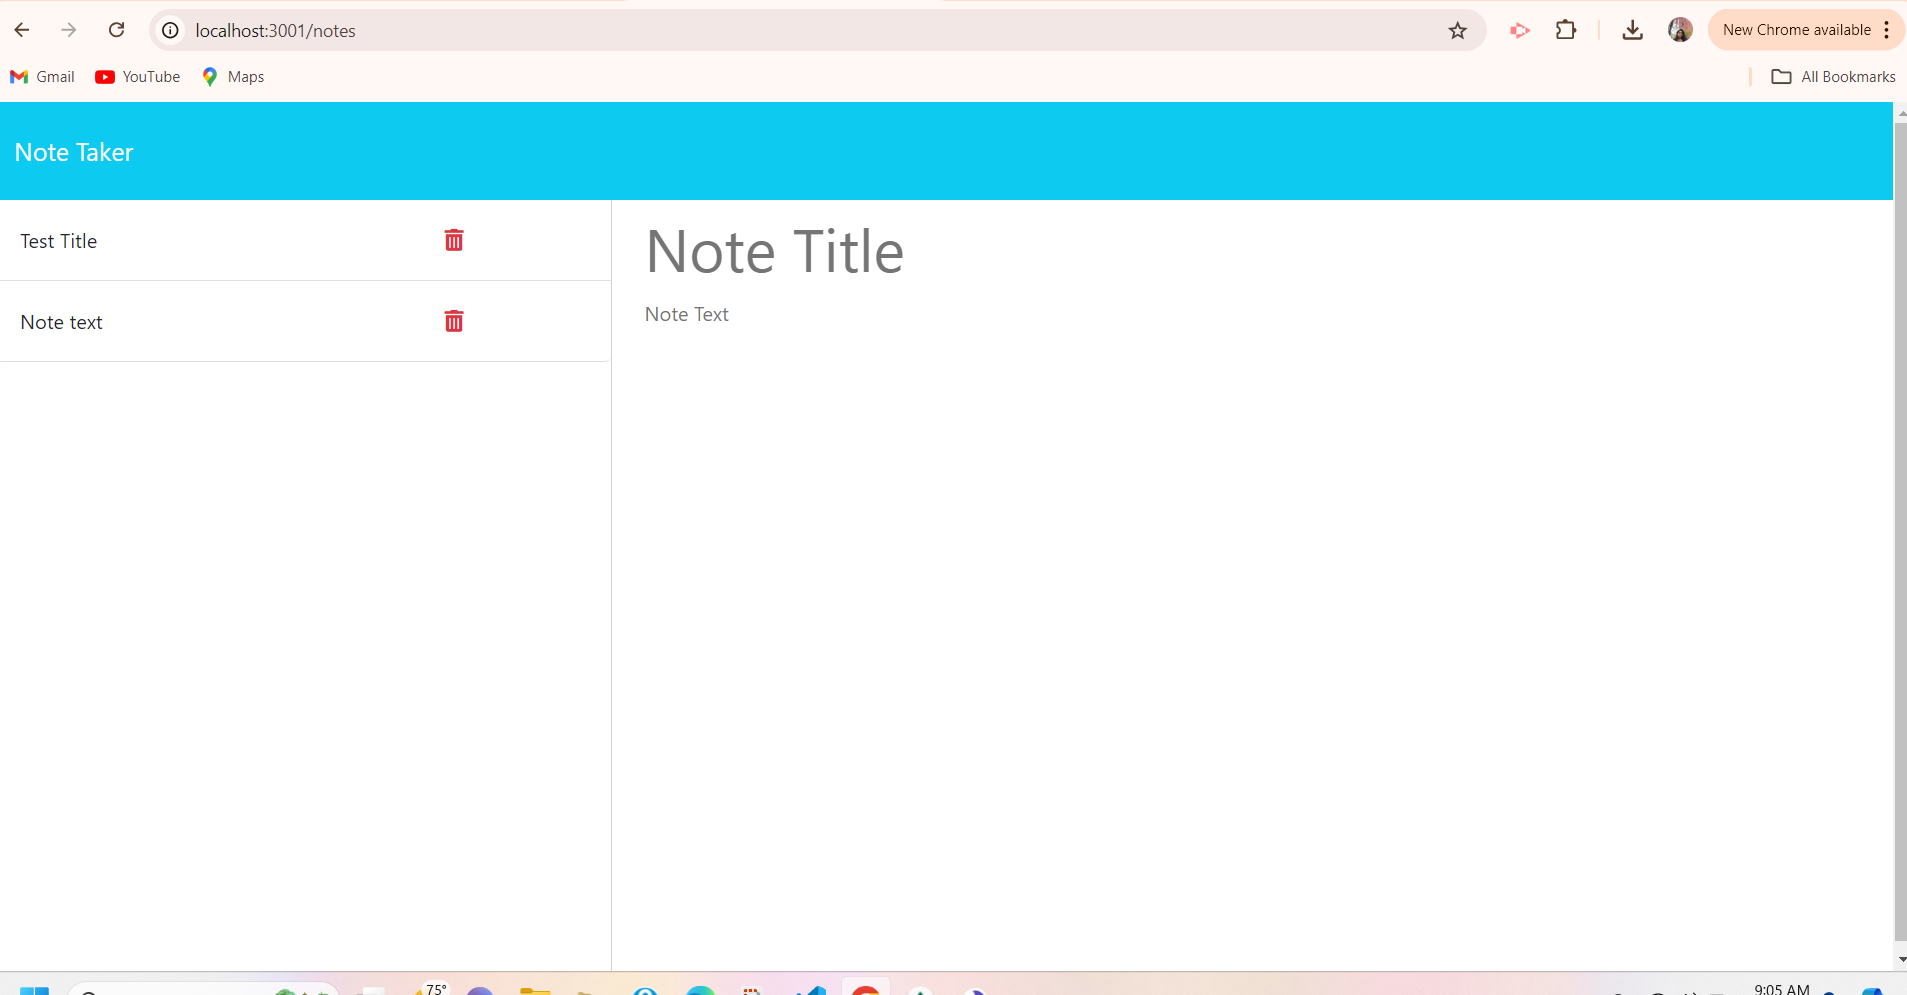 localhost:3001/notes
New Chrome available
Gmail
YouTube
Maps
All Bookmarks
Note Taker
Test Title
Note text
Note Title
Note Text
75°
9:05 AM